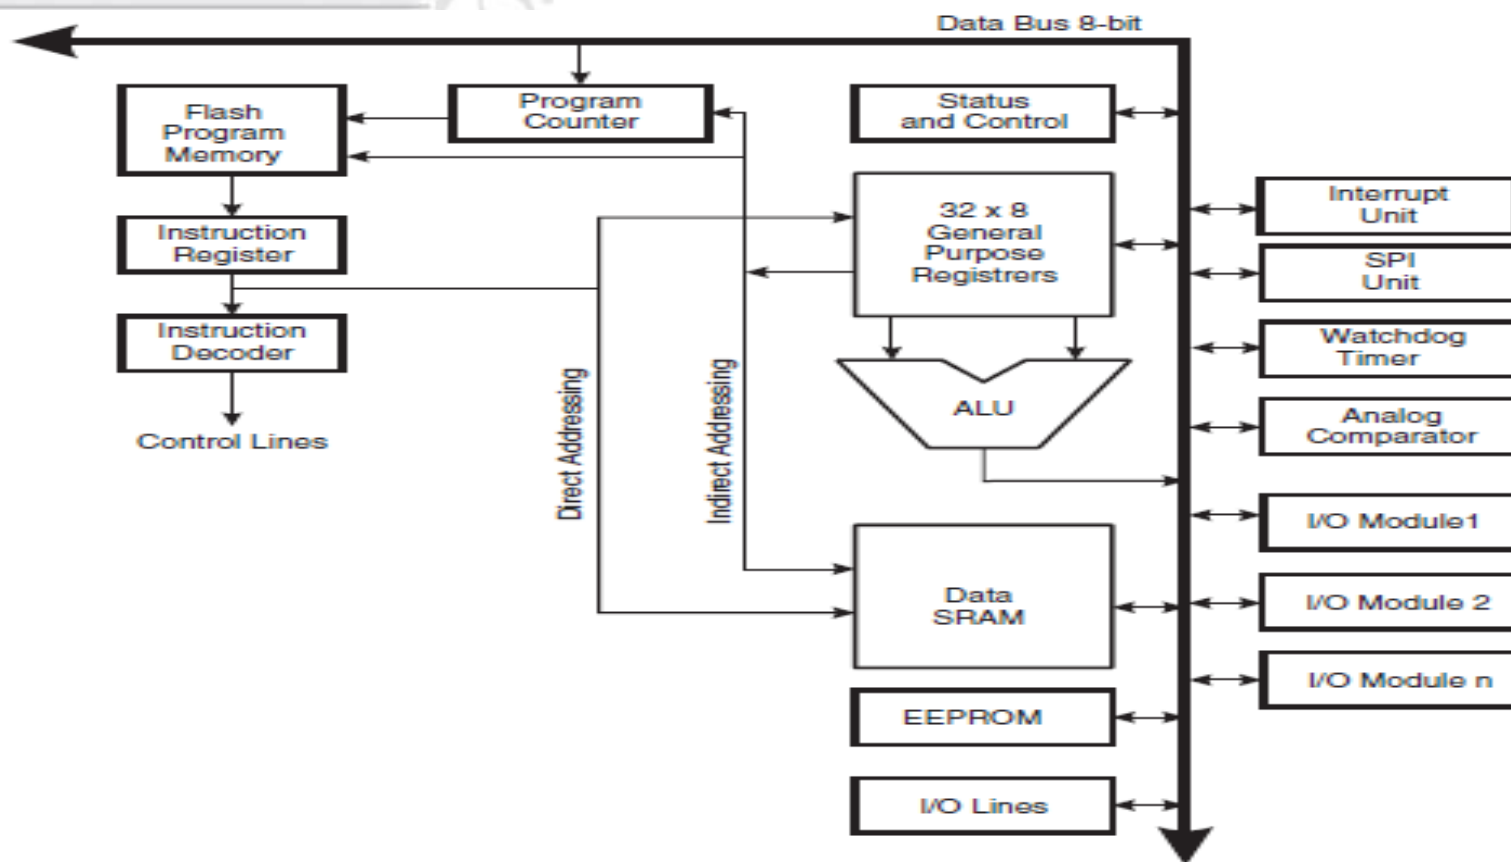 Data Bus 8-bit
Flash
Program
Memory
Program
Counter
Status
and Control
Instruction
Register
32 x 8
General
Purpose
Registrers
Interrupt
Unit
SPI
Unit
Instruction
Decoder
Watchdog
Timer
Control Lines
Direct Addressing
Indirect Addressing
ALU
Analog
Comparator
I/O Module1
Data
SRAM
I/O Module 2
I/O Module n
EEPROM
I/O Lines